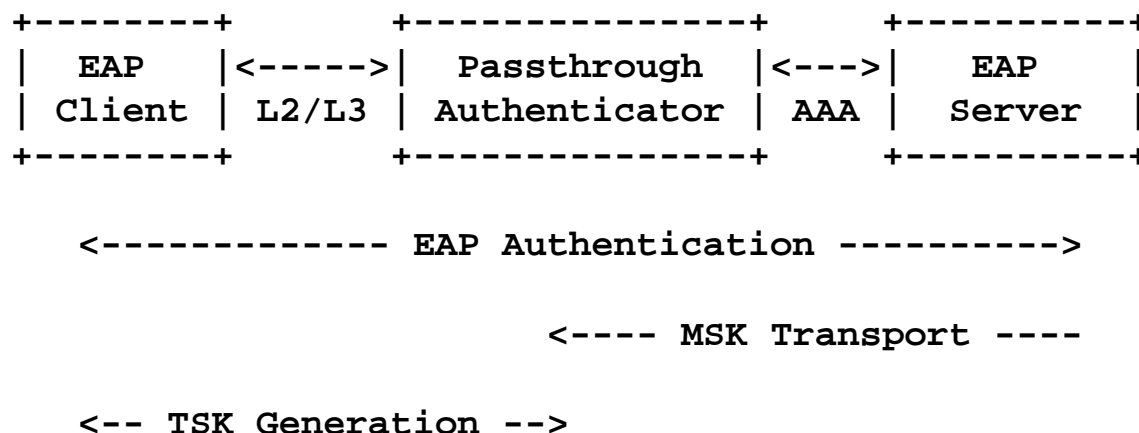 +--------+ +---------------+ +----------+
| EAP |<----->| Passthrough |<--->| EAP |
| Client | L2/L3 | Authenticator | AAA | Server |
+--------+ +---------------+ +----------+
<------------- EAP Authentication ---------->
<---- MSK Transport ----
<-- TSK Generation -->